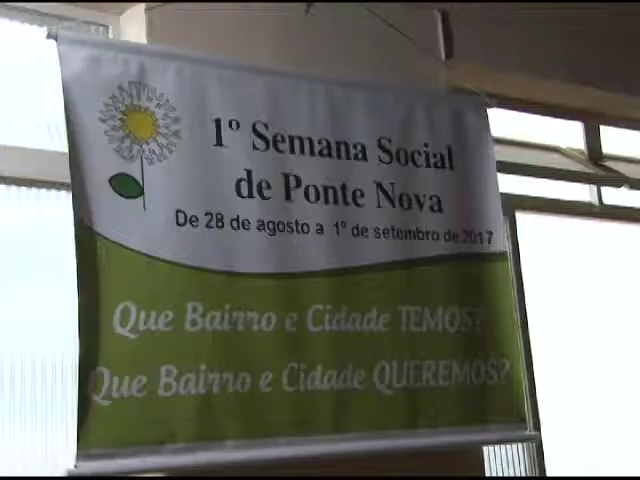 1º Semana Social
de Ponte Nova
De 28 de agosto a 1º de setembro de 2017
Que Bairro e Cidade TEMOS?
Que Bairro e Cidade QUEREMOS?